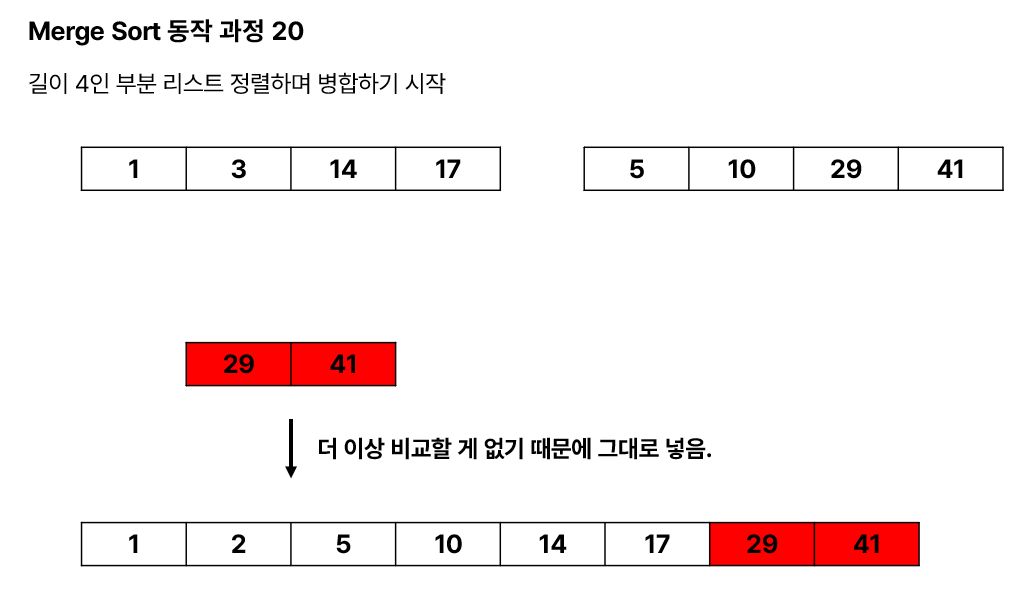 Merge Sort 동작 과정 20
길이 4인 부분 리스트 정렬하며 병합하기 시작
1 3 14 17 5 10 29 41
29 41
더 이상 비교할 게 없기 때문에 그대로 넣음.
1 2 5 10 14 17 29 41